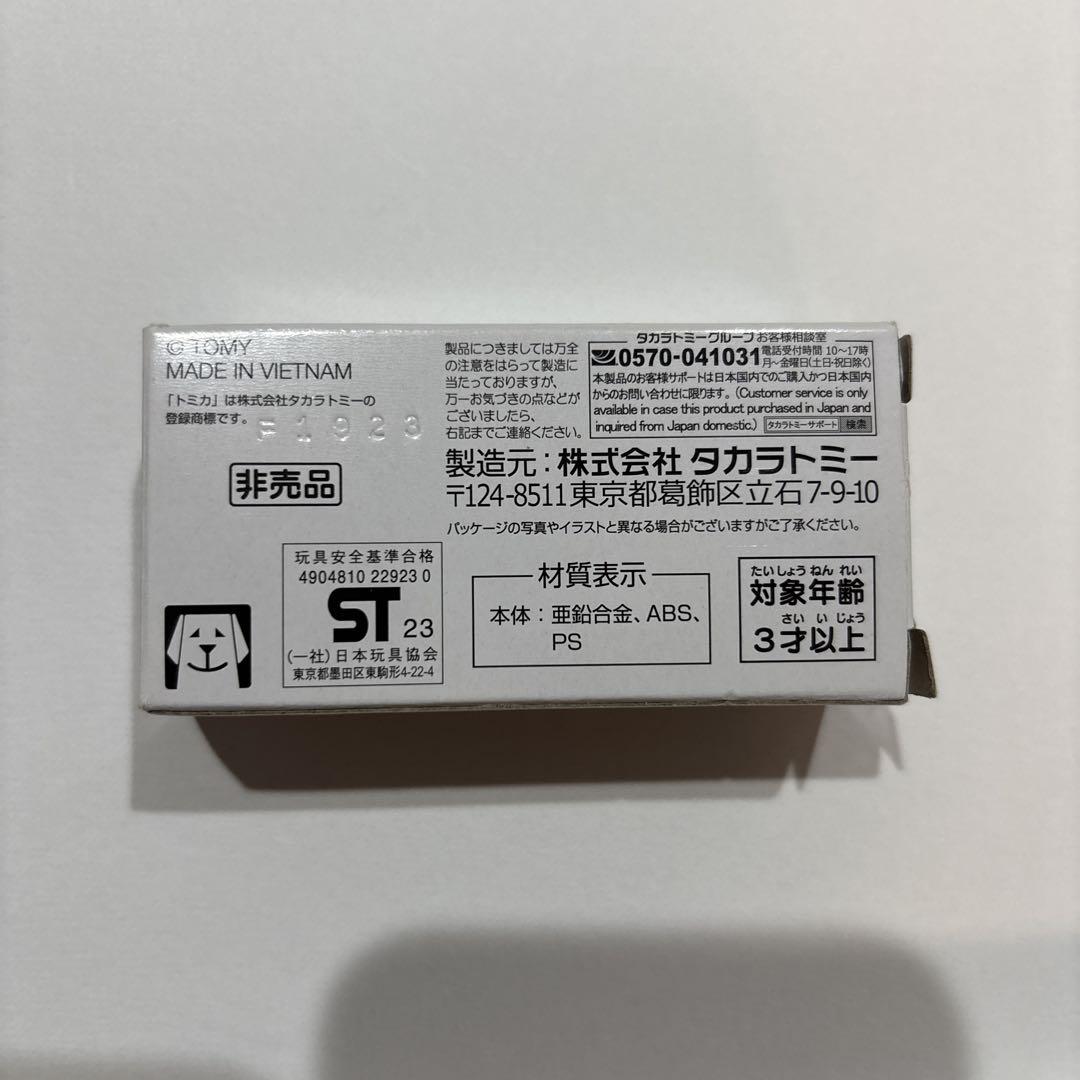 © TOMY
MADE IN VIETNAM
「トミカ」は株式会社タカラトミーの
登録商標です。
F1923
非売品
製品につきましては万全
の注意をはらって製造に
当たっておりますが、
万一お気づきの点などが
ございましたら、
右記までご連絡ください。
タカラトミーグループお客様相談室
0570-041031 電話受付時間 10～17時
月～金曜日(土日・祝日除く)
本製品のお客様サポートは日本国内でのご購入かつ日本国内
からのお問い合わせに限ります。(Customer service is only
available in case this product purchased in Japan and
inquired from Japan domestic.) タカラトミーサポート 検索
製造元：株式会社 タカラトミー
〒124-8511 東京都葛飾区立石 7-9-10
パッケージの写真やイラストと異なる場合がございますがご了承ください。
玩具安全基準合格
4904810 22923 0
ST 23
(一社)日本玩具協会
東京都墨田区東駒形4-22-4
材質表示
本体：亜鉛合金、ABS、
PS
たいしょうねんれい
対象年齢
さいいじょう
3才以上